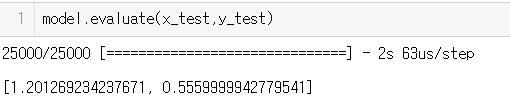 1 model.evaluate(x_test,y_test)
25000/25000 [==============================] - 2s 63us/step
[1.201269234237671, 0.5559999942779541]